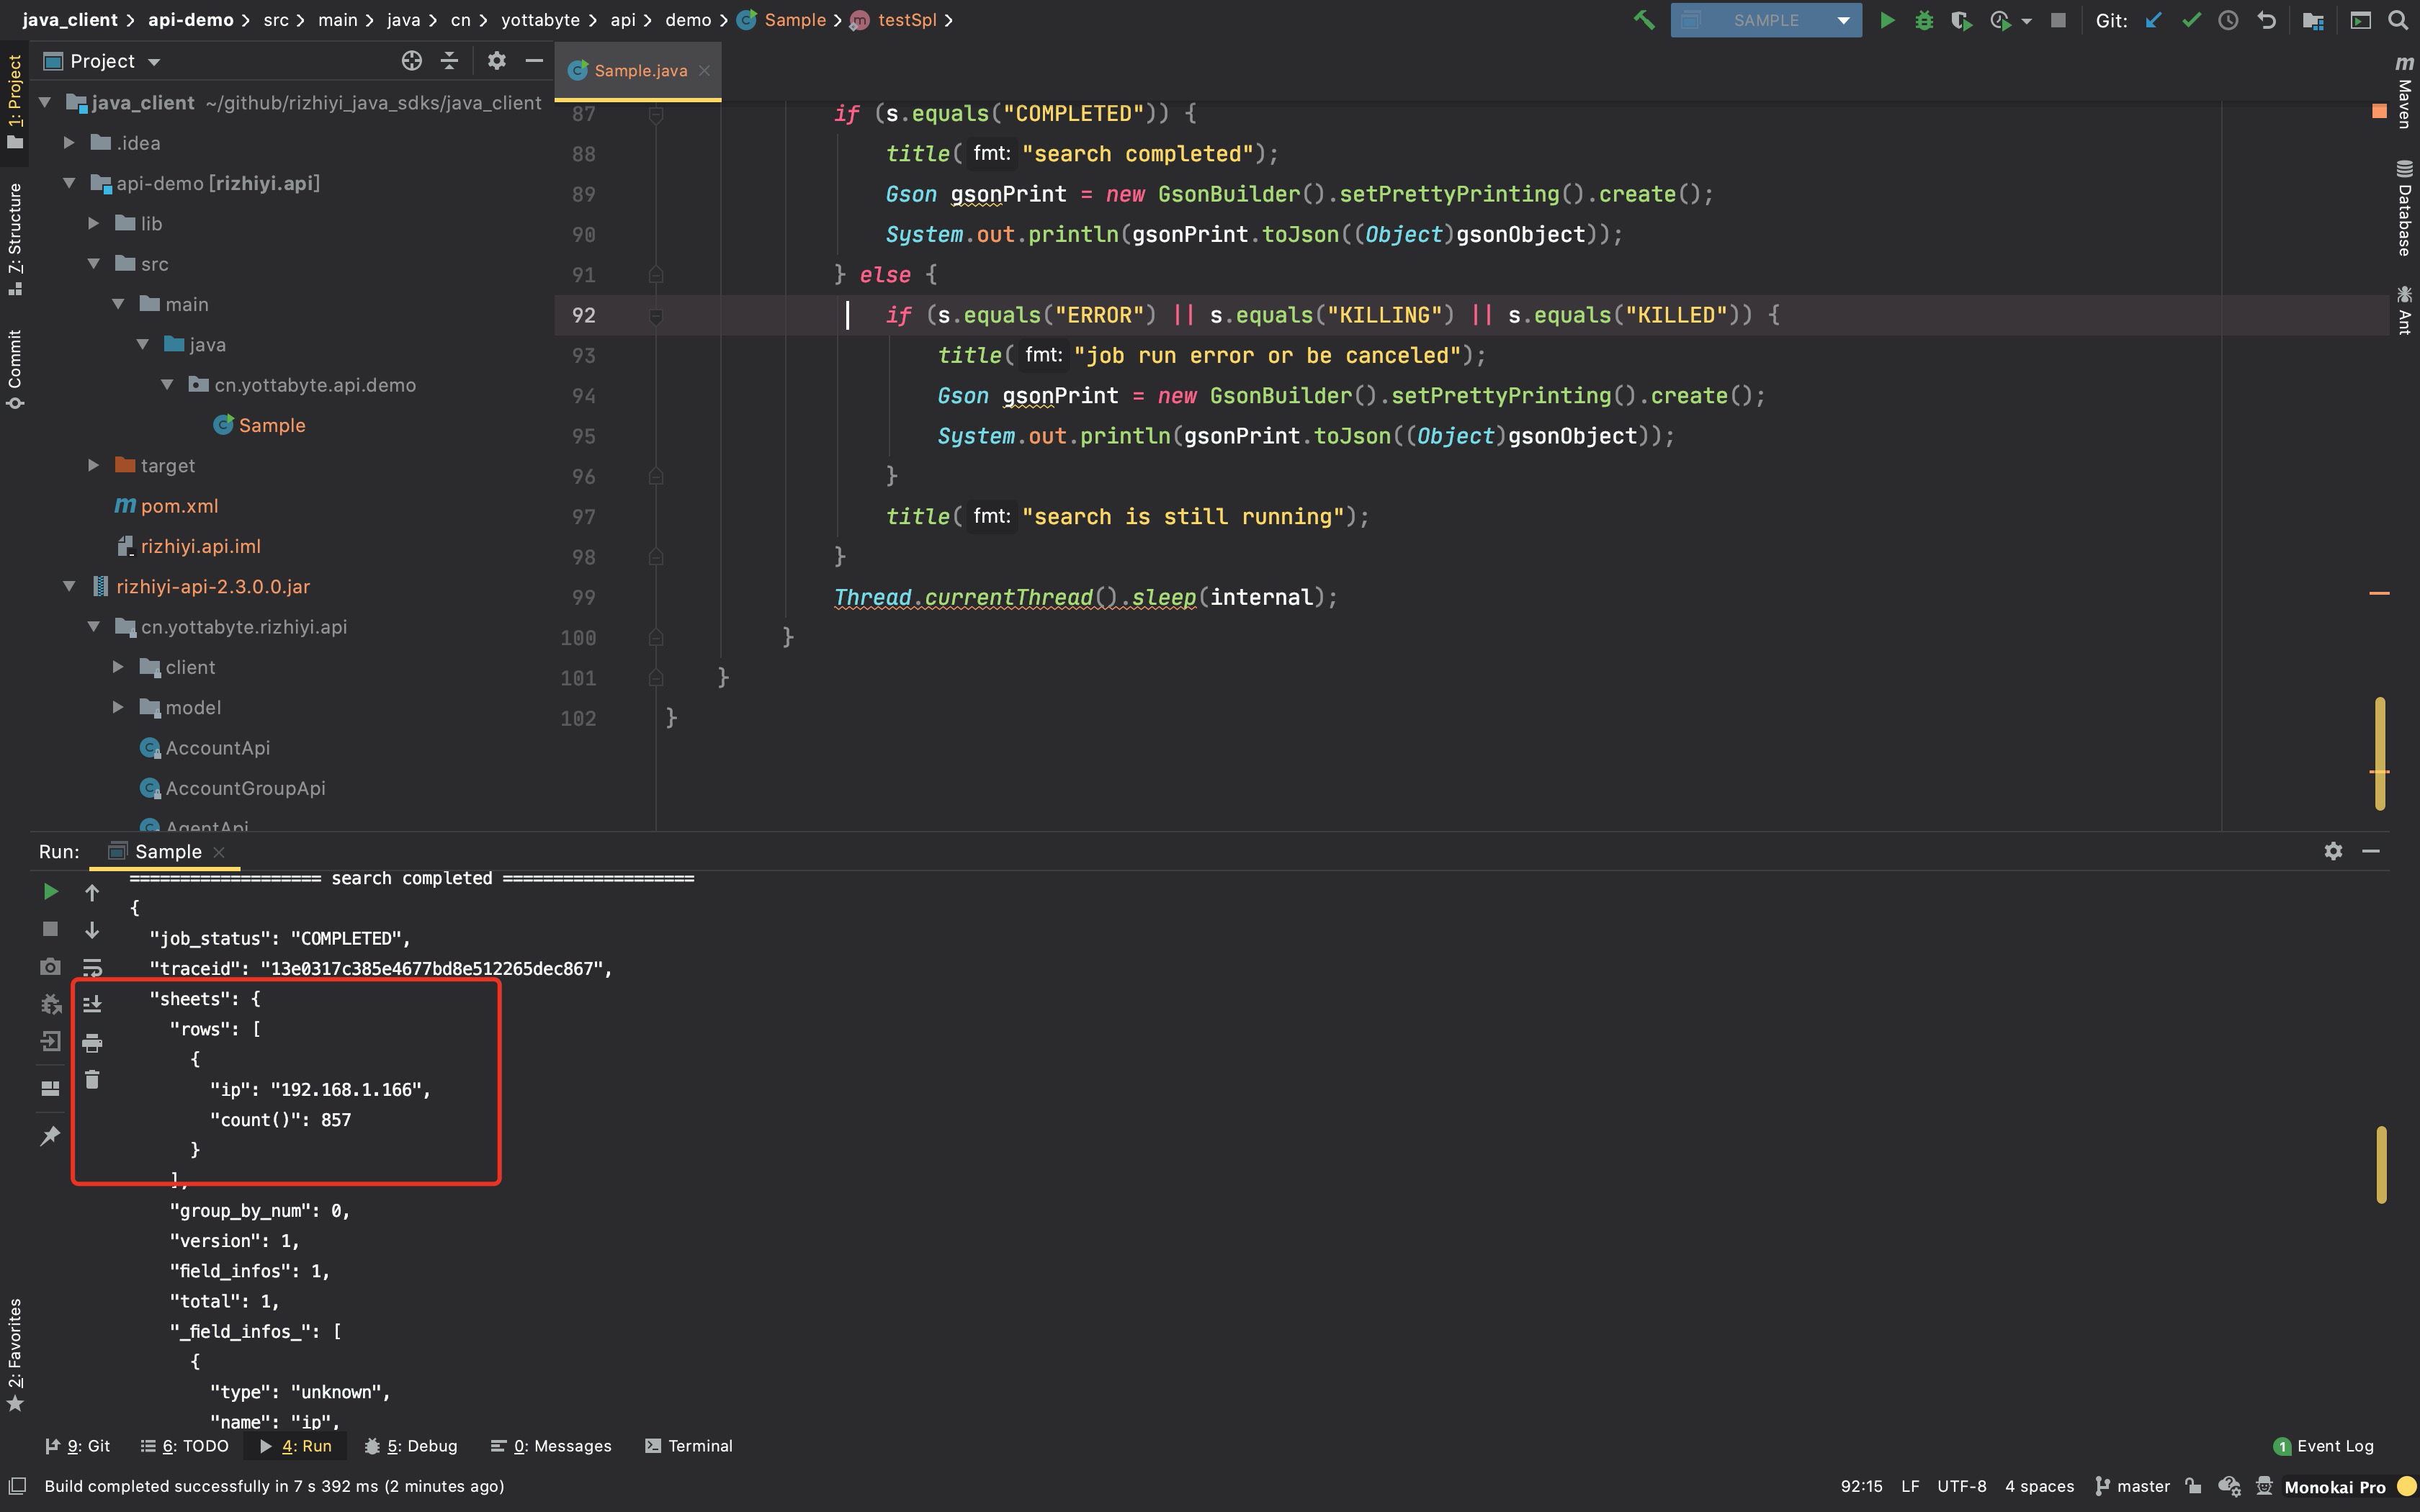 java_client > api-demo > src > main > java > cn > yottabyte > api > demo > Sample > testSpl >
SAMPLE
Git:
Project
Sample.java
1: Project
7: Structure
Commit
2: Favorites
java_client ~/github/rizhiyi_java_sdks/java_client
.idea
api-demo [rizhiyi.api]
lib
src
main
java
cn.yottabyte.api.demo
Sample
target
pom.xml
rizhiyi.api.iml
rizhiyi-api-2.3.0.0.jar
cn.yottabyte.rizhiyi.api
client
model
AccountApi
AccountGroupApi
AgentApi
87 if (s.equals("COMPLETED")) {
88 title( fmt: "search completed");
89 Gson gsonPrint = new GsonBuilder().setPrettyPrinting().create();
90 System.out.println(gsonPrint.toJson((Object)gsonObject));
91 } else {
92 if (s.equals("ERROR") || s.equals("KILLING") || s.equals("KILLED")) {
93 title( fmt: "job run error or be canceled");
94 Gson gsonPrint = new GsonBuilder().setPrettyPrinting().create();
95 System.out.println(gsonPrint.toJson((Object)gsonObject));
96 }
97 title( fmt: "search is still running");
98 }
99 Thread.currentThread().sleep(internal);
100 }
101 }
102 }
Maven
Database
Ant
Run: Sample
=================== search completed ===================
{
"job_status": "COMPLETED",
"traceid": "13e0317c385e4677bd8e512265dec867",
"sheets": {
"rows": [
{
"ip": "192.168.1.166",
"count()": 857
}
],
"group_by_num": 0,
"version": 1,
"field_infos": 1,
"total": 1,
"_field_infos_": [
{
"type": "unknown",
"name": "ip",
9: Git 6: TODO 4: Run 5: Debug 0: Messages Terminal 1 Event Log
Build completed successfully in 7 s 392 ms (2 minutes ago) 92:15 LF UTF-8 4 spaces master Monokai Pro